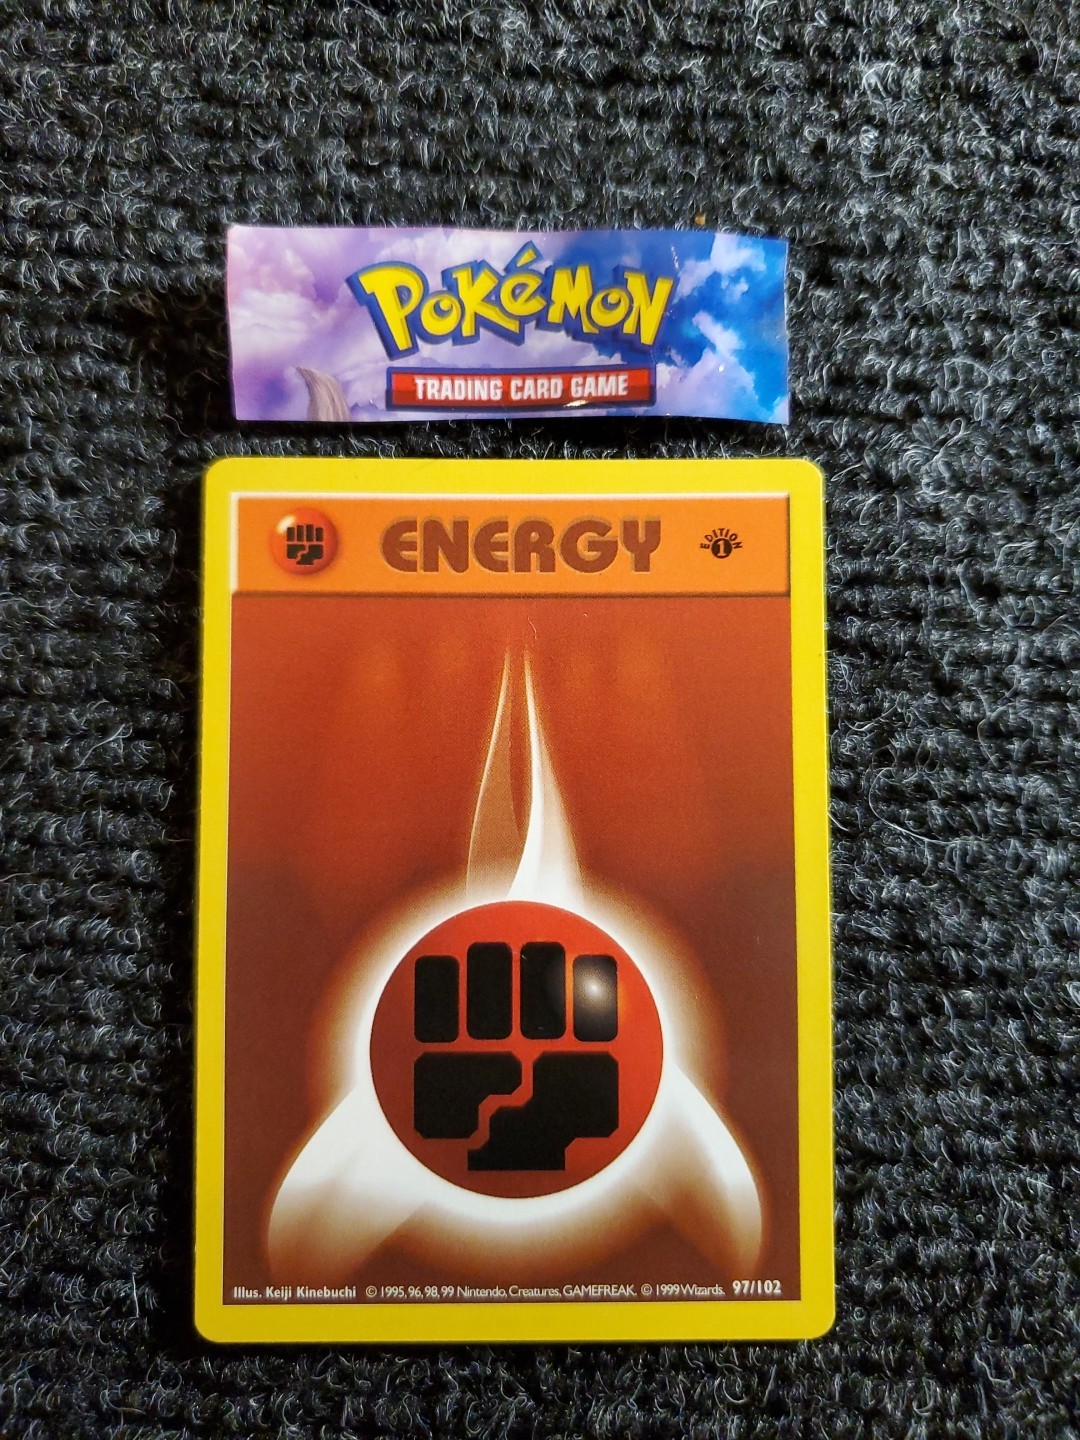 POKéMON
TRADING CARD GAME
ENERGY
EDITION
1
Illus. Keiji Kinebuchi © 1995, 96, 98, 99 Nintendo, Creatures, GAMEFREAK. © 1999 Wizards. 97/102